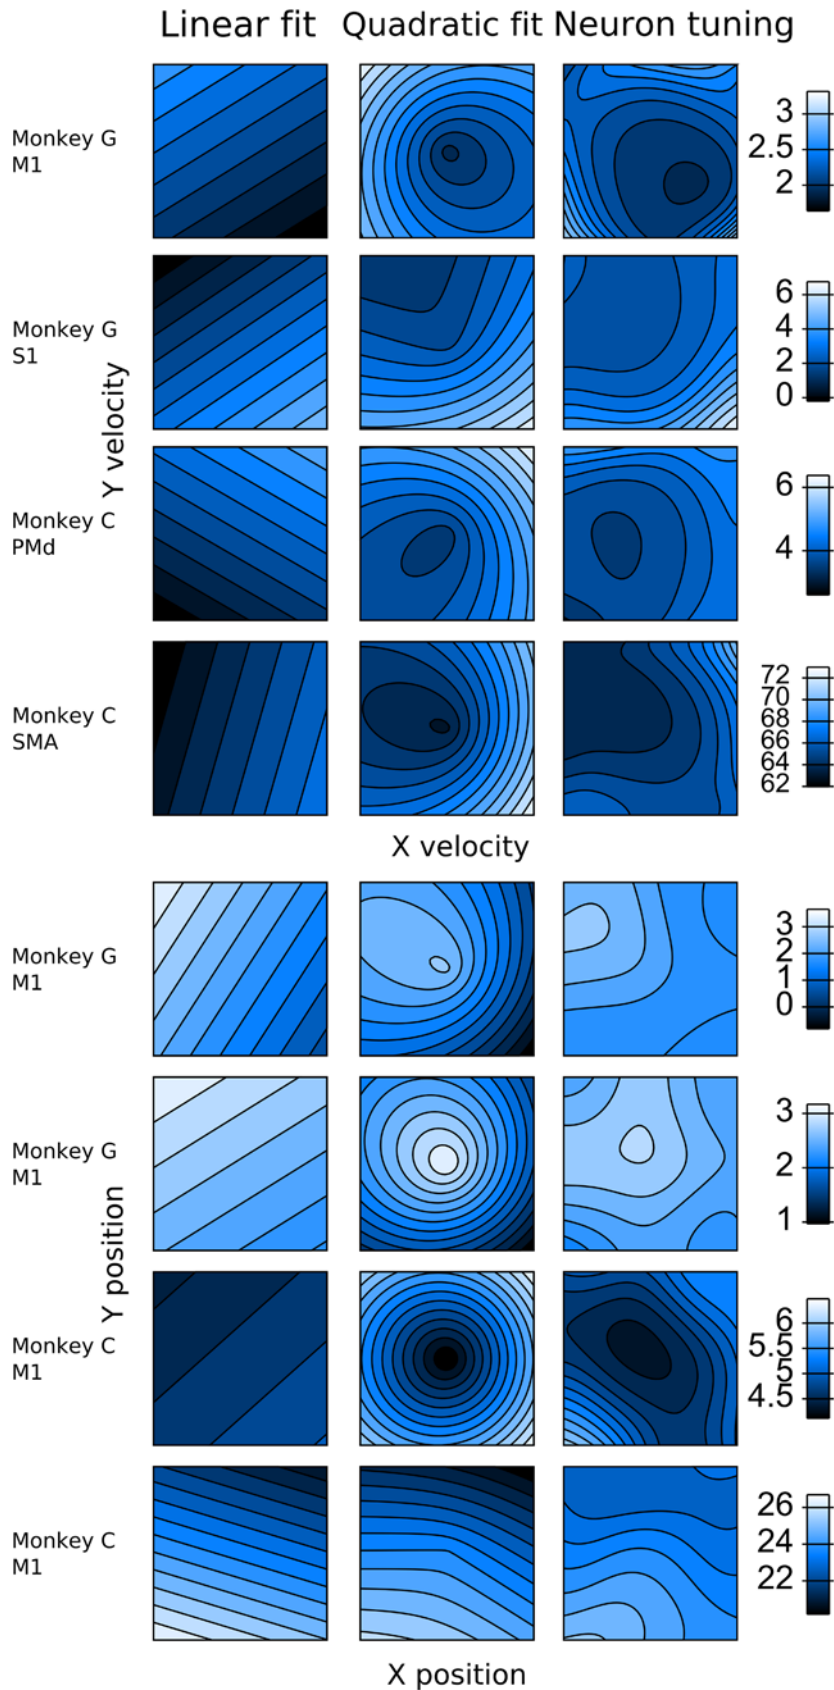 Linear fit Quadratic fit Neuron tuning
Monkey G
M1
3
2.5
2
Monkey G
S1
6
4
2
0
Y velocity
Monkey C
PMd
6
4
Monkey C
SMA
72
70
68
66
64
62
X velocity
Monkey G
M1
3
2
1
0
Monkey G
M1
3
2
1
Y position
Monkey C
M1
6
5.5
5
4.5
Monkey C
M1
26
24
22
X position